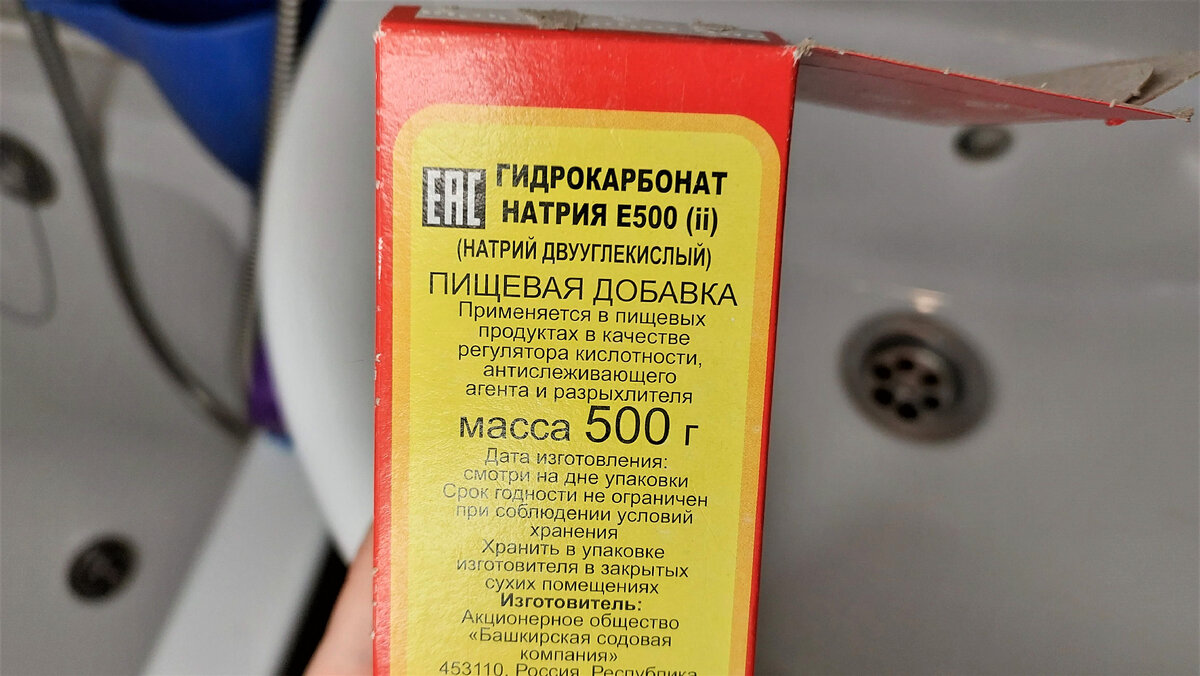 ЕАС
ГИДРОКАРБОНАТ
НАТРИЯ Е500 (ii)
(НАТРИЙ ДВУУГЛЕКИСЛЫЙ)
ПИЩЕВАЯ ДОБАВКА
Применяется в пищевых
продуктах в качестве
регулятора кислотности,
антислеживающего
агента и разрыхлителя
масса 500 г
Дата изготовления:
смотри на дне упаковки
Срок годности не ограничен
при соблюдении условий
хранения
Хранить в упаковке
изготовителя в закрытых
сухих помещениях
Изготовитель:
Акционерное общество
«Башкирская содовая
компания»
453110, Россия, Республика